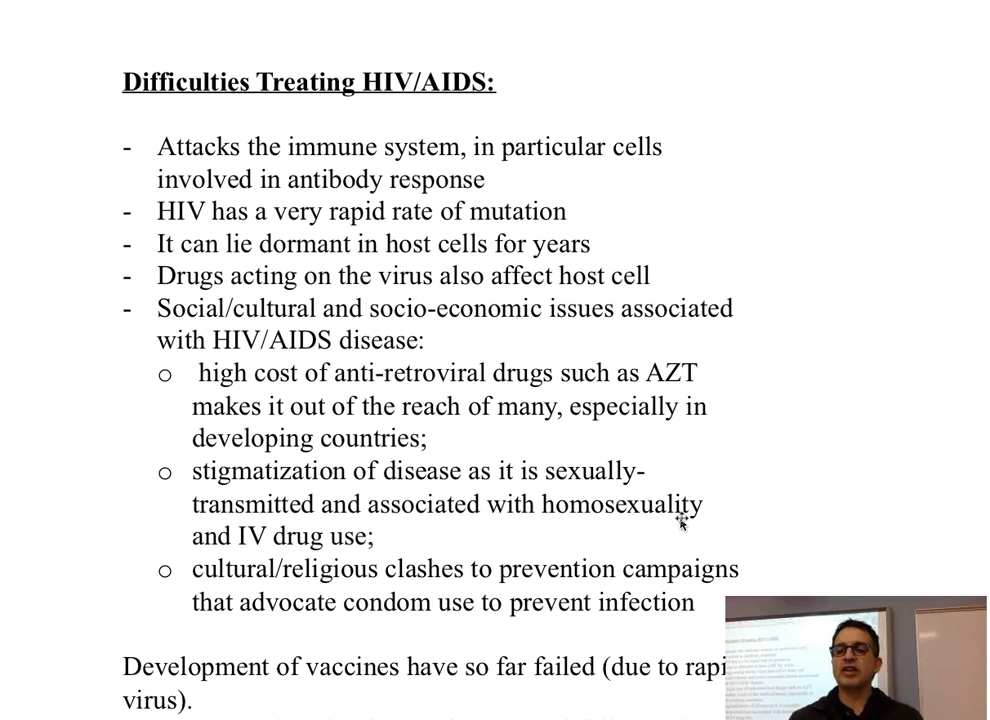 Difficulties Treating HIV/AIDS:
- Attacks the immune system, in particular cells
involved in antibody response
- HIV has a very rapid rate of mutation
- It can lie dormant in host cells for years
- Drugs acting on the virus also affect host cell
- Social/cultural and socio-economic issues associated
with HIV/AIDS disease:
o high cost of anti-retroviral drugs such as AZT
makes it out of the reach of many, especially in
developing countries;
o stigmatization of disease as it is sexually-
transmitted and associated with homosexuality
and IV drug use;
o cultural/religious clashes to prevention campaigns
that advocate condom use to prevent infection
Development of vaccines have so far failed (due to rapi
virus).